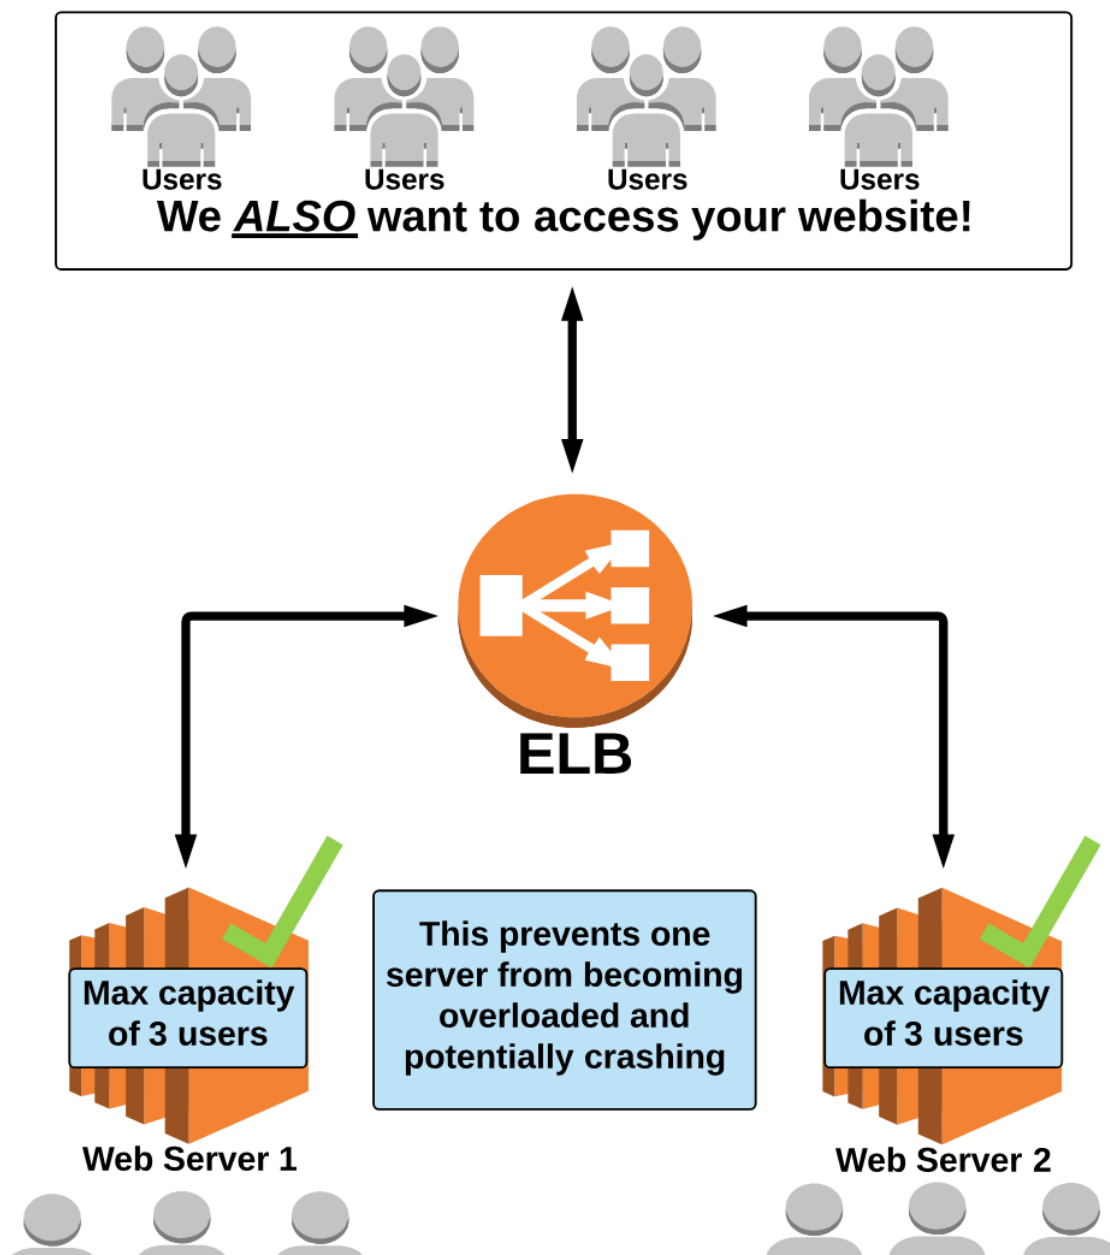 Users
Users
Users
Users
We ALSO want to access your website!
ELB
Max capacity
of 3 users
This prevents one
server from becoming
overloaded and
potentially crashing
Max capacity
of 3 users
Web Server 1
Web Server 2